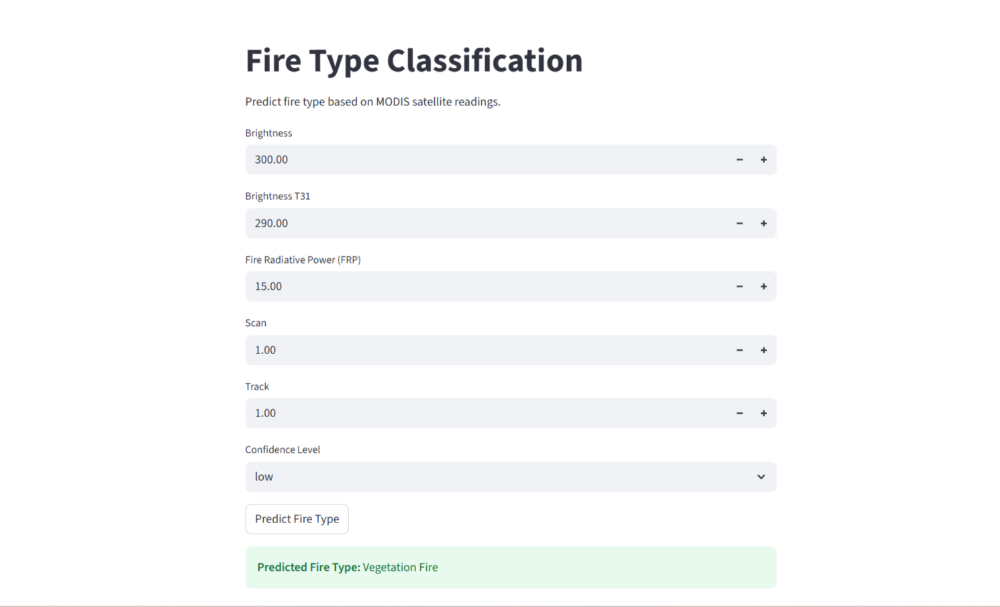 Fire Type Classification
Predict fire type based on MODIS satellite readings.
Brightness
300.00
Brightness T31
290.00
Fire Radiative Power (FRP)
15.00
Scan
1.00
Track
1.00
Confidence Level
low
Predict Fire Type
Predicted Fire Type: Vegetation Fire